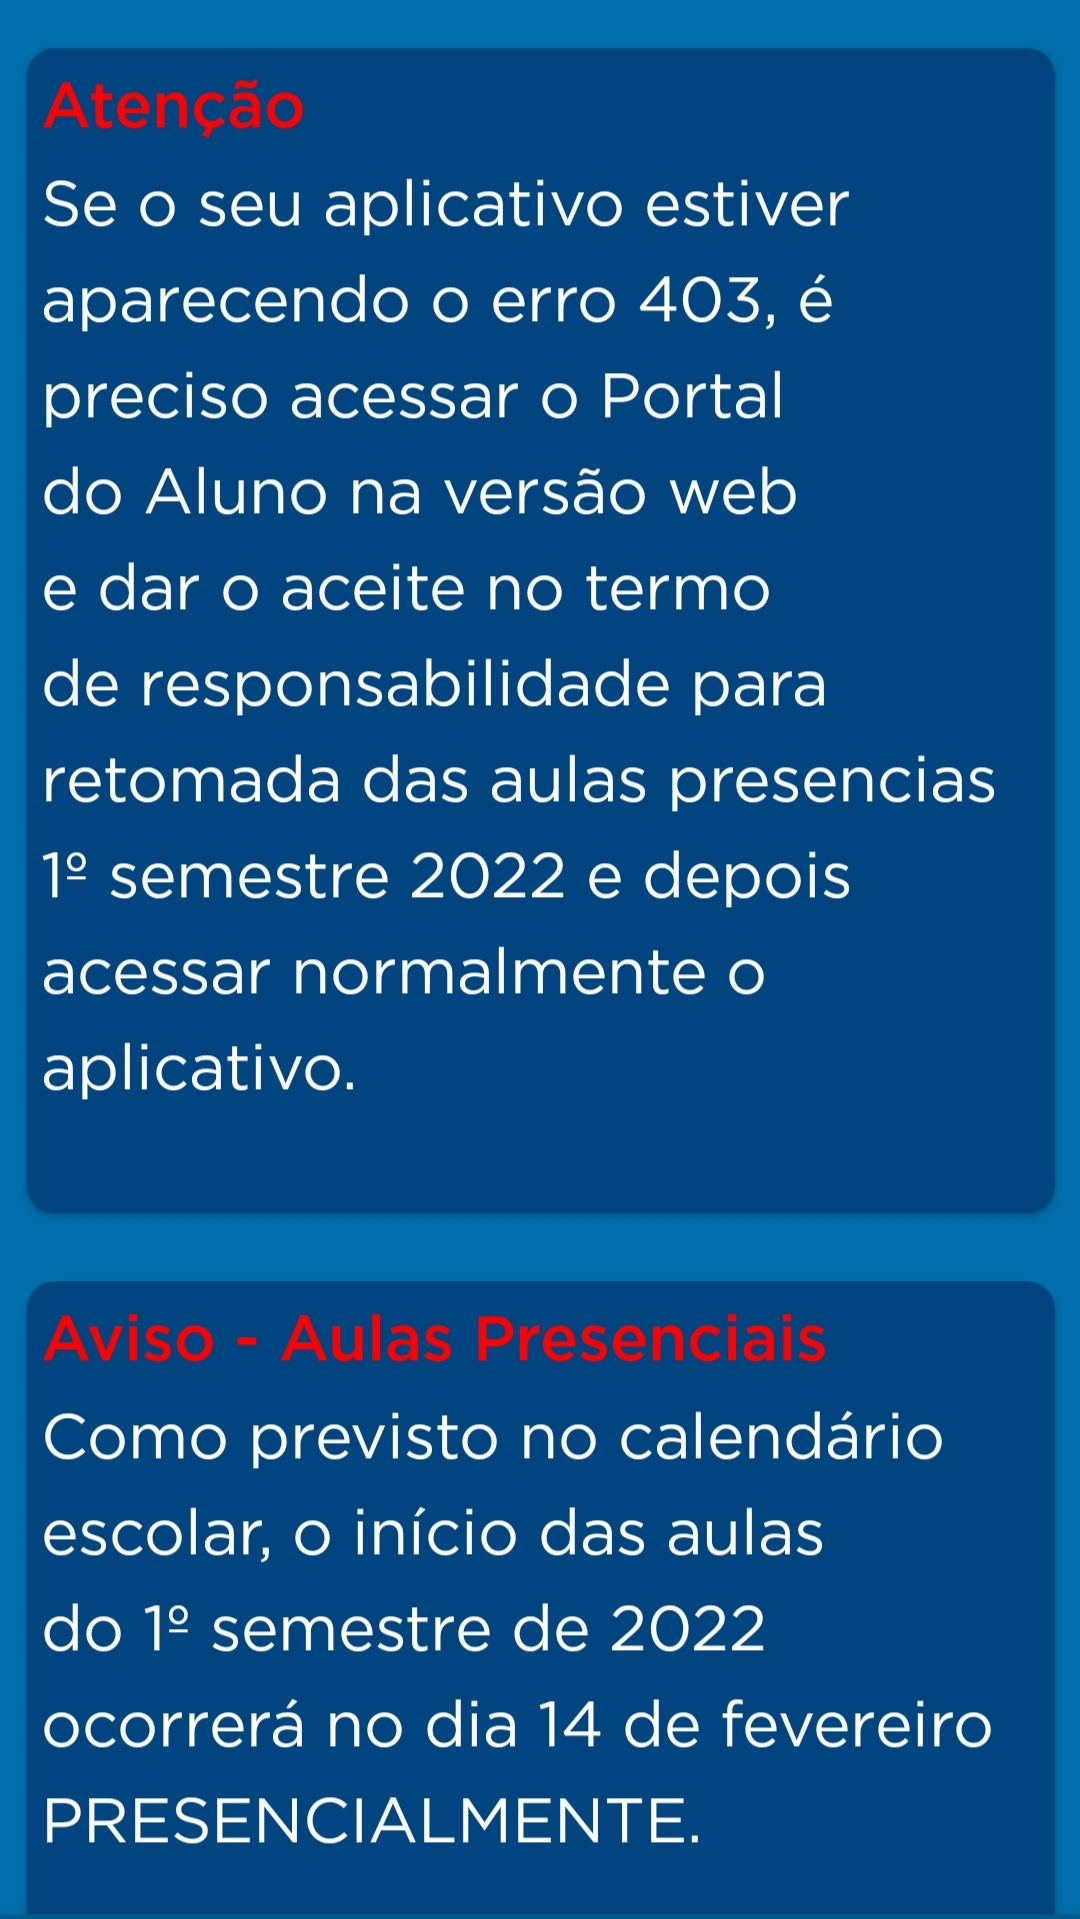 Atenção
Se o seu aplicativo estiver
aparecendo o erro 403, é
preciso acessar o Portal
do Aluno na versão web
e dar o aceite no termo
de responsabilidade para
retomada das aulas presencias
1º semestre 2022 e depois
acessar normalmente o
aplicativo.
Aviso - Aulas Presenciais
Como previsto no calendário
escolar, o início das aulas
do 1º semestre de 2022
ocorrerá no dia 14 de fevereiro
PRESENCIALMENTE.